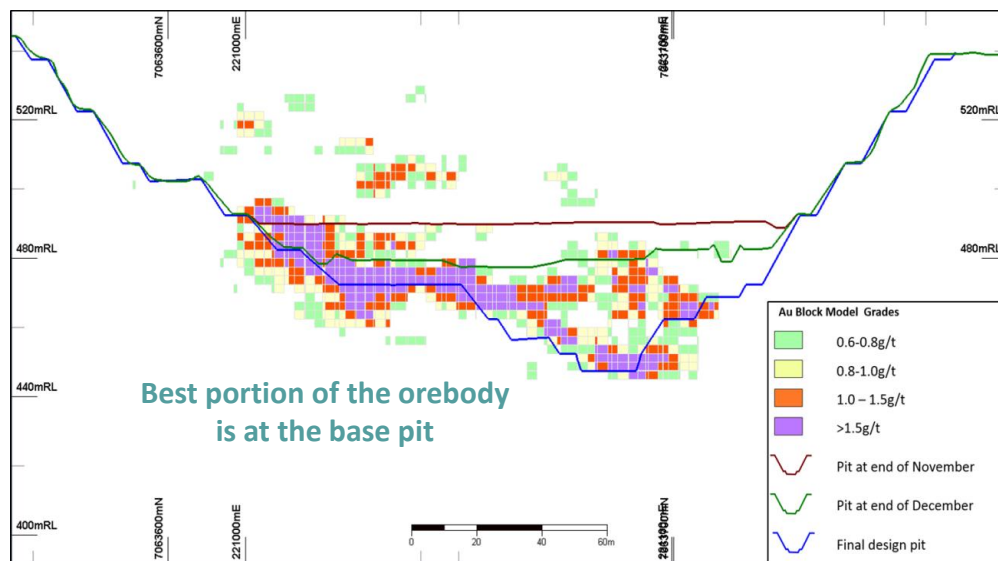 7063600mN
221000mE
7063700mN
520mRL
520mRL
480mRL
480mRL
Au Block Model Grades
0.6-0.8g/t
0.8-1.0g/t
1.0 – 1.5g/t
>1.5g/t
Pit at end of November
Pit at end of December
Final design pit
Best portion of the orebody
is at the base pit
440mRL
400mRL
7063600mN
221000mE
0 20 40 60m